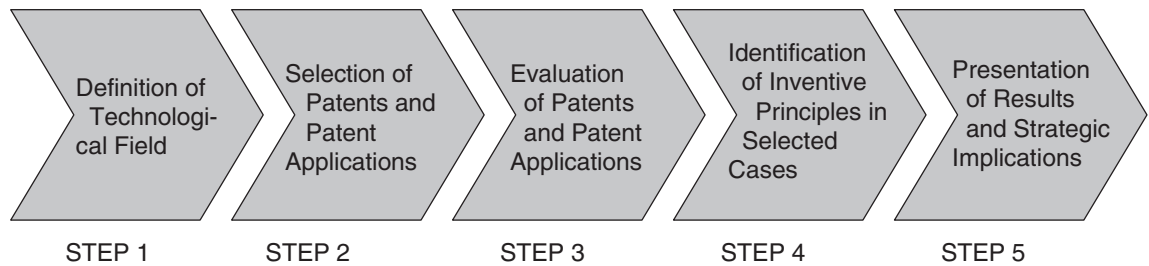 Definition of
Technologi-
cal Field
Selection of
Patents and
Patent
Applications
Evaluation
of Patents
and Patent
Applications
Identification
of Inventive
Principles in
Selected
Cases
Presentation
of Results
and Strategic
Implications
STEP 1
STEP 2
STEP 3
STEP 4
STEP 5